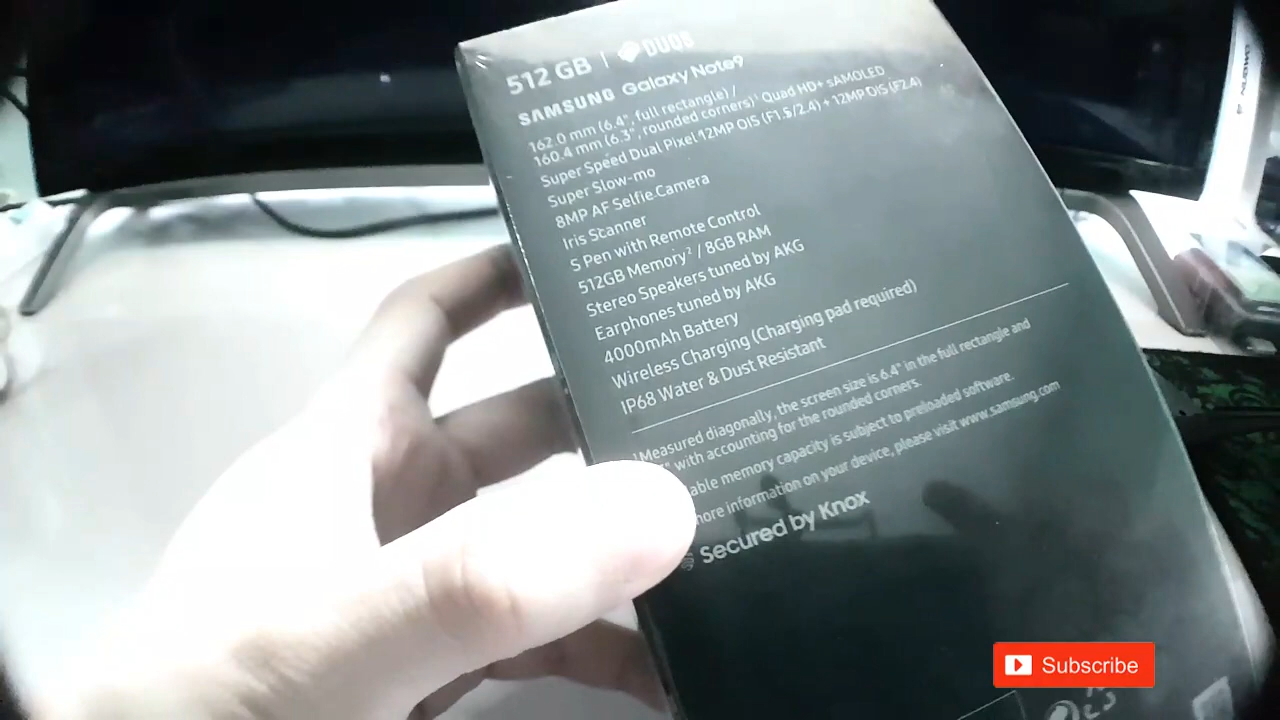 512 GB | DUOS
SAMSUNG Galaxy Note9
162.0 mm (6.4", full rectangle) /
160.4 mm (6.3", rounded corners)¹ Quad HD+ sAMOLED
Super Speed Dual Pixel 12MP OIS (F1.5/2.4) + 12MP OIS (F2.4)
Super Slow-mo
8MP AF Selfie Camera
Iris Scanner
S Pen with Remote Control
512GB Memory² / 8GB RAM
Stereo Speakers tuned by AKG
Earphones tuned by AKG
4000mAh Battery
Wireless Charging (Charging pad required)
IP68 Water & Dust Resistant
¹Measured diagonally, the screen size is 6.4" in the full rectangle and
with accounting for the rounded corners.
memory capacity is subject to preloaded software.
information on your device, please visit www.samsung.com
Secured by Knox
Subscribe